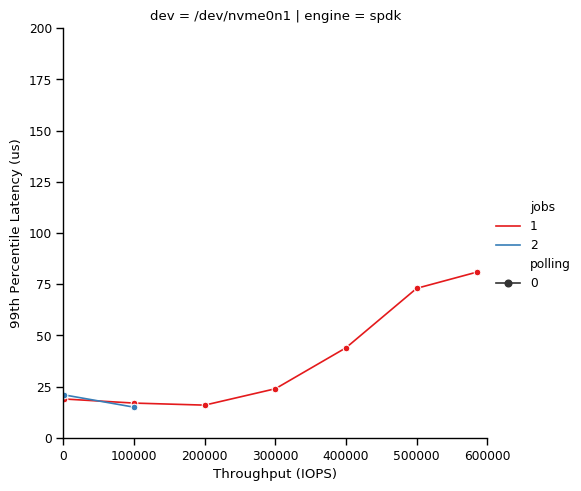 dev = /dev/nvme0n1 | engine = spdk
200
175
150
125
100
75
50
25
0
99th Percentile Latency (us)
0 100000 200000 300000 400000 500000 600000
Throughput (IOPS)
jobs
1
2
polling
0